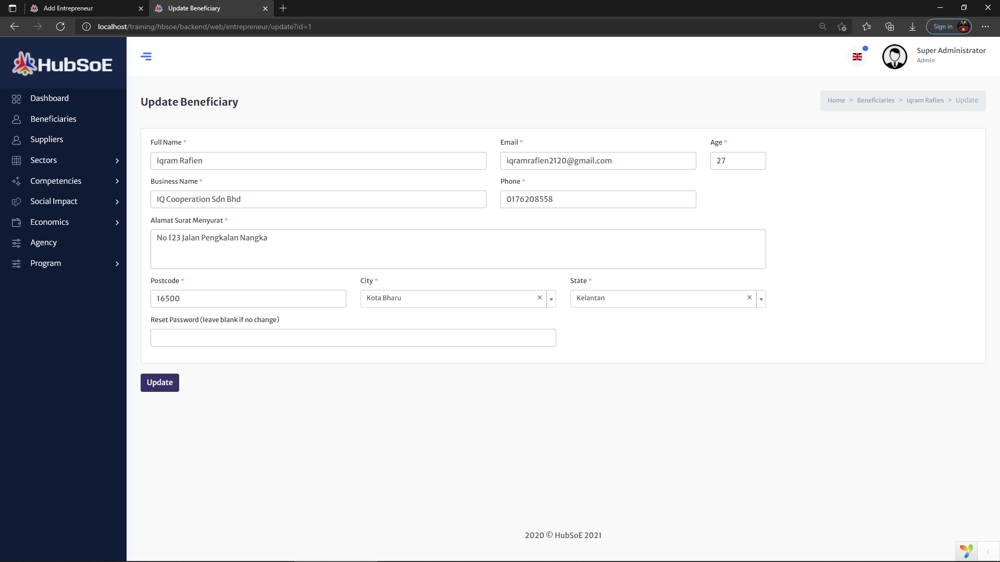 Add Entrepreneur
Update Beneficiary
localhost/training/hbsoe/backend/web/entrepreneur/update?id=1
Sign in
HubSoE
Super Administrator
Admin
Dashboard
Beneficiaries
Suppliers
Sectors
Competencies
Social Impact
Economics
Agency
Program
Update Beneficiary
Home > Beneficiaries > Iqram Rafien > Update
Full Name *
Email *
Age *
Iqram Rafien
iqramrafien2120@gmail.com
27
Business Name *
Phone *
IQ Cooperation Sdn Bhd
0176208558
Alamat Surat Menyurat *
No 123 Jalan Pengkalan Nangka
Postcode *
City *
State *
16500
Kota Bharu
Kelantan
Reset Password (leave blank if no change)
Update
2020 © HubSoE 2021